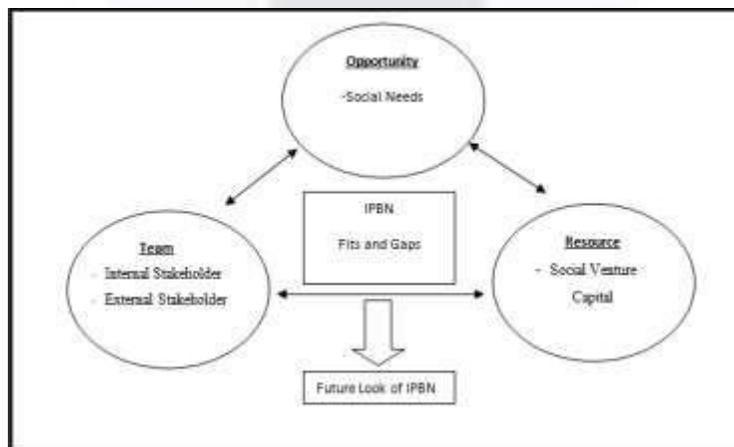 Opportunity
-Social Needs
IPBN
Fits and Gaps
Team
- Internal Stakeholder
- External Stakeholder
Resource
- Social Venture
Capital
Future Look of IPBN